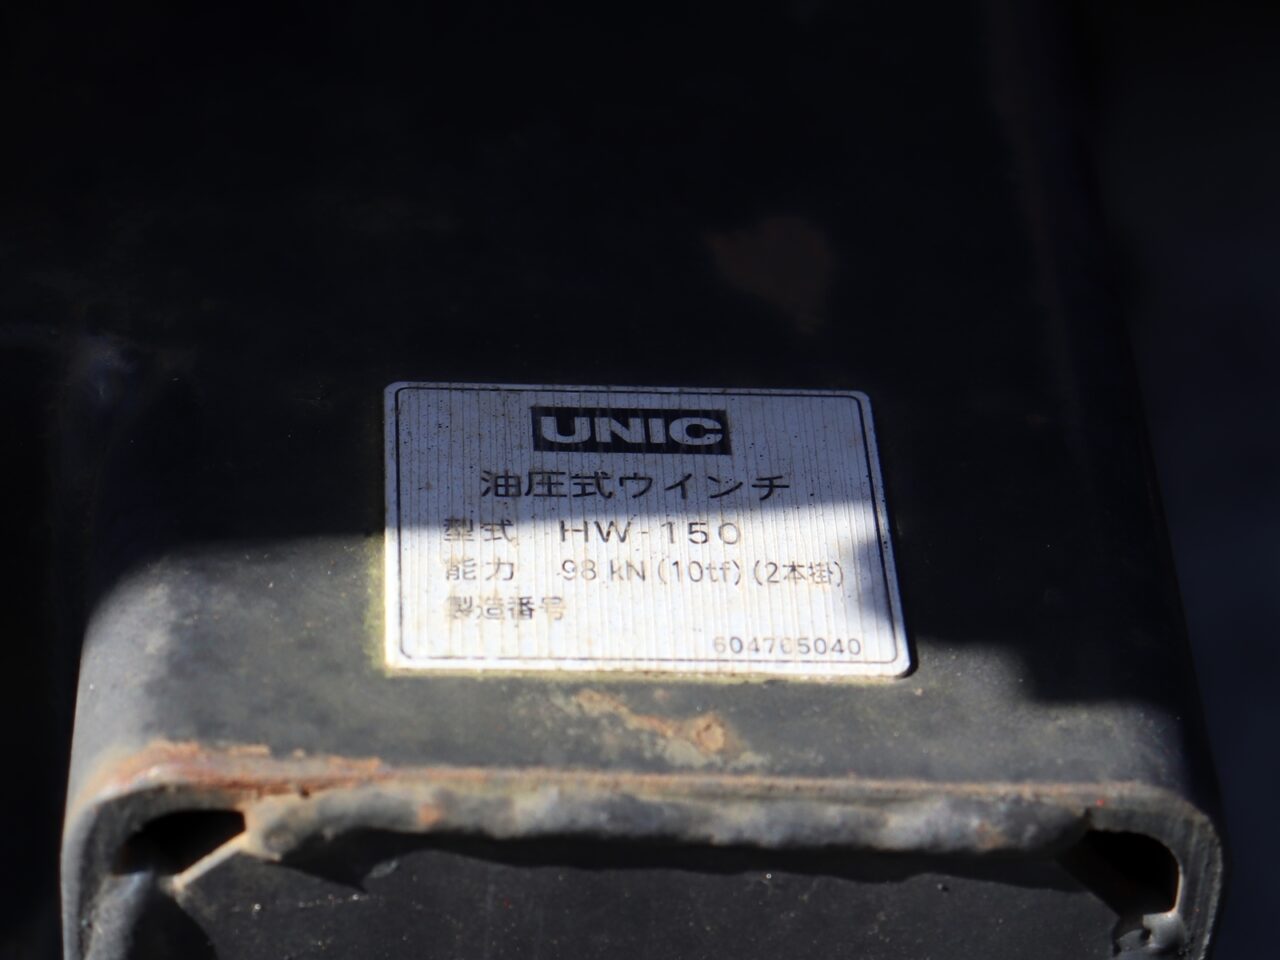 UNIC
油圧式ウインチ
型式 HW-150
能力 98 kN (10tf) (2本掛)
製造番号
604705040